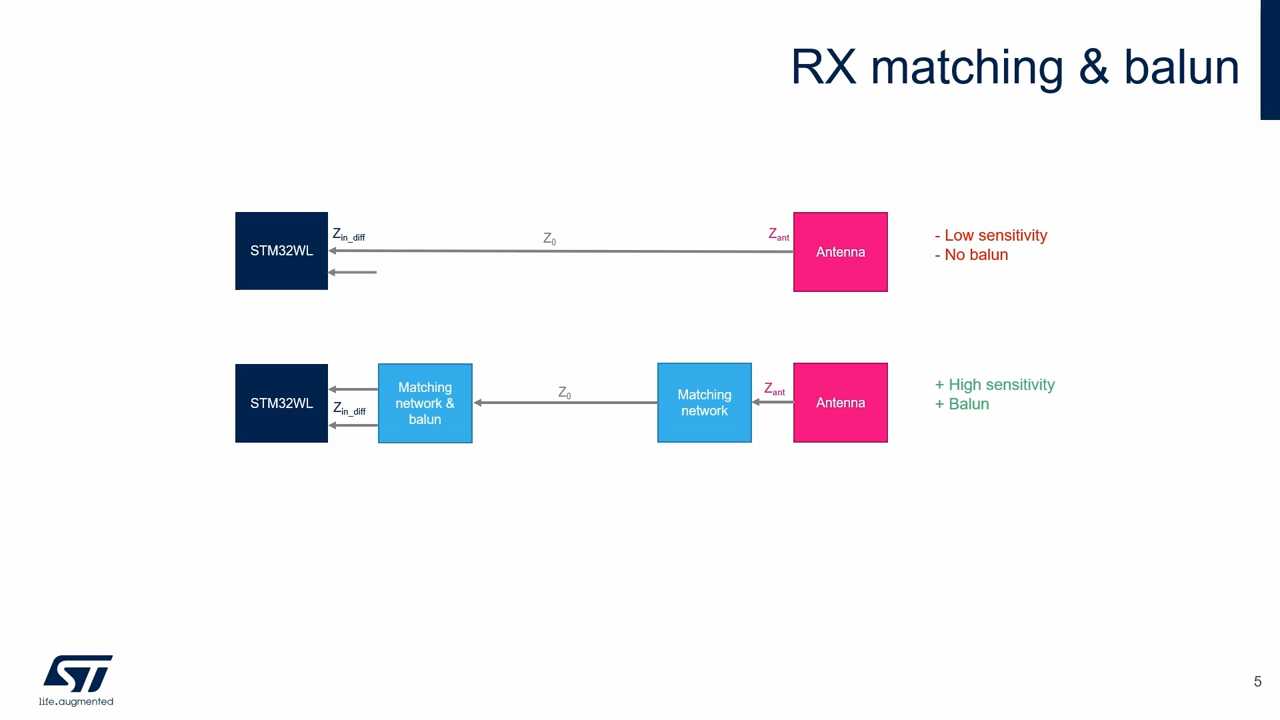 RX matching & balun
STM32WL
Zin_diff
Z0
Zant
Antenna
- Low sensitivity
- No balun
STM32WL
Zin_diff
Matching
network &
balun
Z0
Matching
network
Zant
Antenna
+ High sensitivity
+ Balun
ST
life.augmented
5